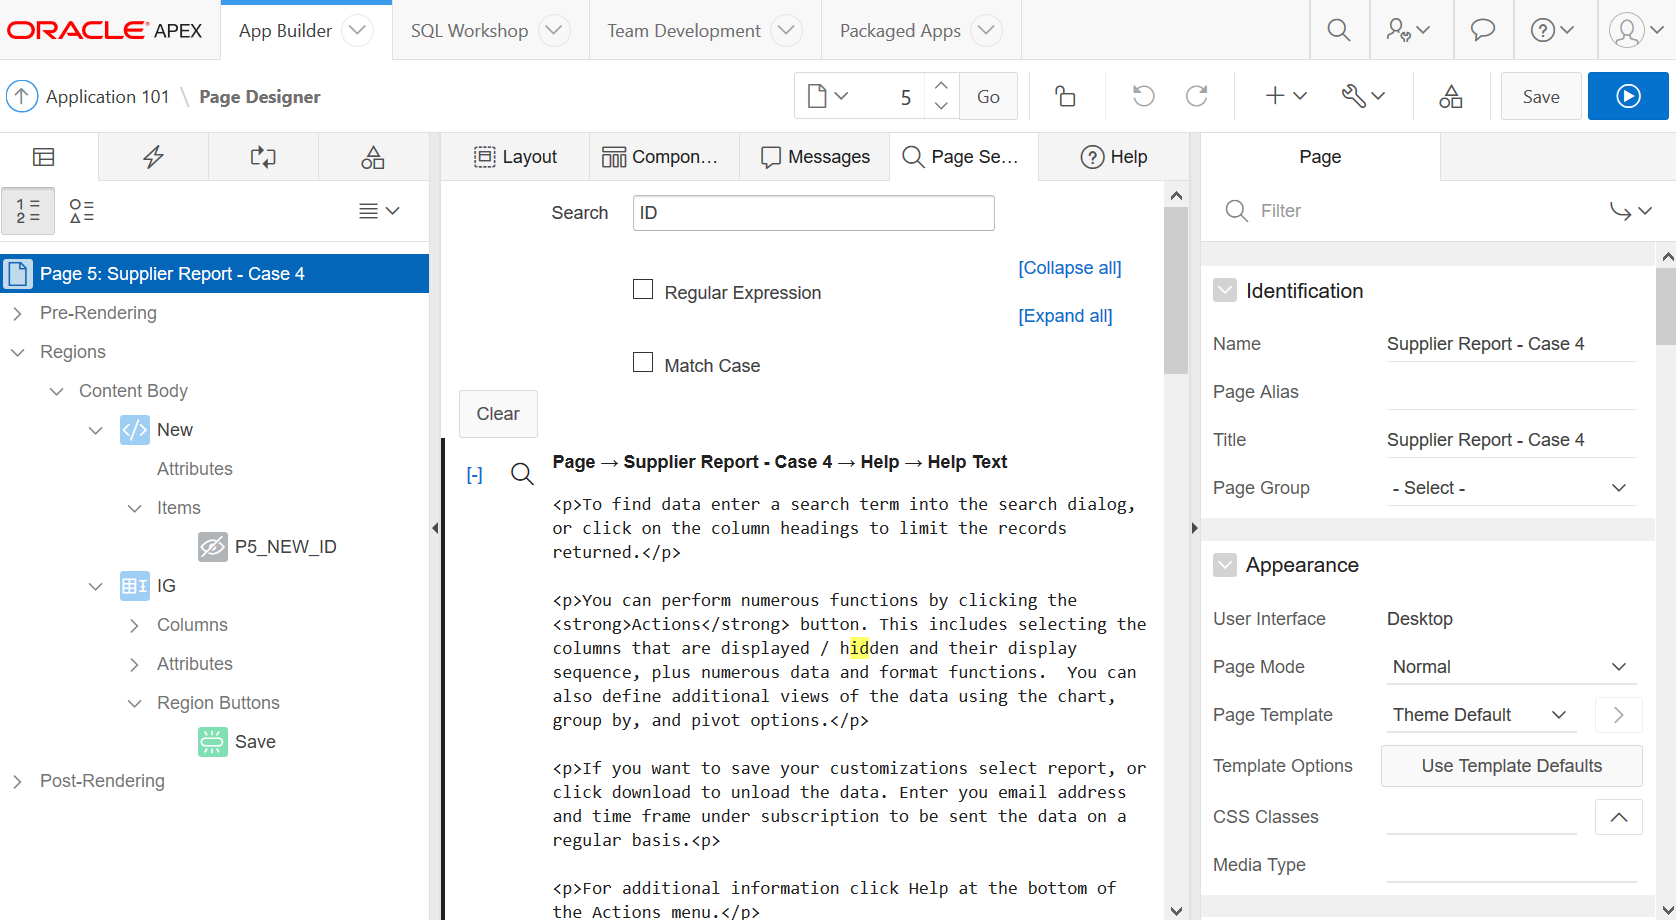 ORACLE® APEX
App Builder
SQL Workshop
Team Development
Packaged Apps
Application 101 \ Page Designer
5
Go
Save
Layout
Compon...
Messages
Page Se...
Help
Page
1 =
2 =
Page 5: Supplier Report - Case 4
Pre-Rendering
Regions
Content Body
New
Attributes
Items
P5_NEW_ID
IG
Columns
Attributes
Region Buttons
Save
Post-Rendering
Search
ID
[Collapse all]
Regular Expression
[Expand all]
Match Case
Clear
[-]
Page → Supplier Report - Case 4 → Help → Help Text
<p>To find data enter a search term into the search dialog,
or click on the column headings to limit the records
returned.</p>
<p>You can perform numerous functions by clicking the
<strong>Actions</strong> button. This includes selecting the
columns that are displayed / hidden and their display
sequence, plus numerous data and format functions.  You can
also define additional views of the data using the chart,
group by, and pivot options.</p>
<p>If you want to save your customizations select report, or
click download to unload the data. Enter you email address
and time frame under subscription to be sent the data on a
regular basis.<p>
<p>For additional information click Help at the bottom of
the Actions menu.</p>
Filter
Identification
Name
Supplier Report - Case 4
Page Alias
Title
Supplier Report - Case 4
Page Group
- Select -
Appearance
User Interface
Desktop
Page Mode
Normal
Page Template
Theme Default
Template Options
Use Template Defaults
CSS Classes
Media Type